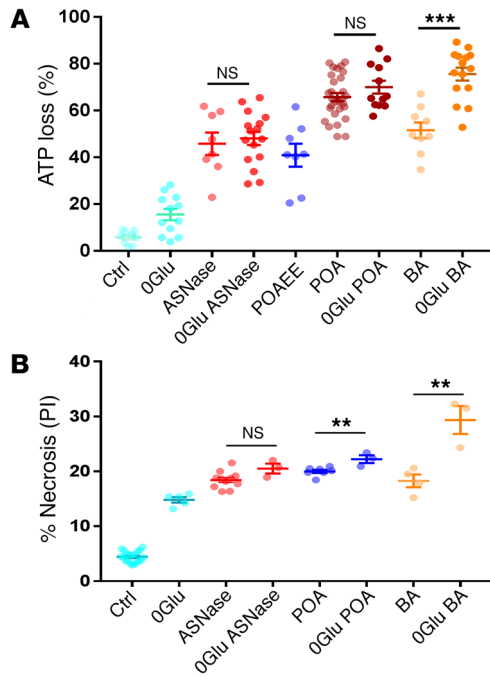 A
ATP loss (%)
100
80
60
40
20
0
NS
NS
***
Ctrl
0Glu
ASNase
0Glu ASNase
POAEE
POA
0Glu POA
BA
0Glu BA
B
% Necrosis (PI)
40
30
20
10
0
NS
**
**
Ctrl
0Glu
ASNase
0Glu ASNase
POA
0Glu POA
BA
0Glu BA